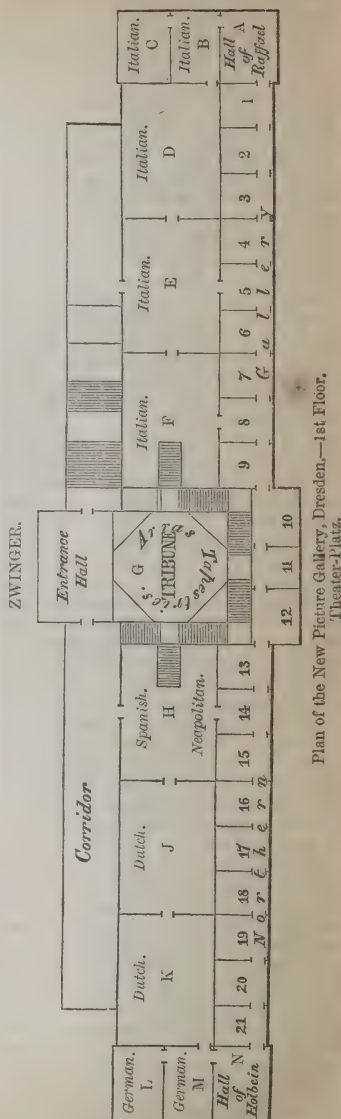 ZWINGER.
Entrance
Hall
Corridor
German.
L
German.
M
Hall
of
Holbein
N
Dutch.
K
Dutch.
J
Spanish.
H
Neapolitan.
G
TRIBUNE
Tapestries.
Italian.
F
Italian.
E
Italian.
D
Italian.
C
Italian.
B
Hall A
of
Raffael
21 20 19 18 17 16 15 14 13 12 11 10 9 8 7 6 5 4 3 2 1
Northern Gallery
Theater-Platz.
Plan of the New Picture Gallery, Dresden.—1st Floor.